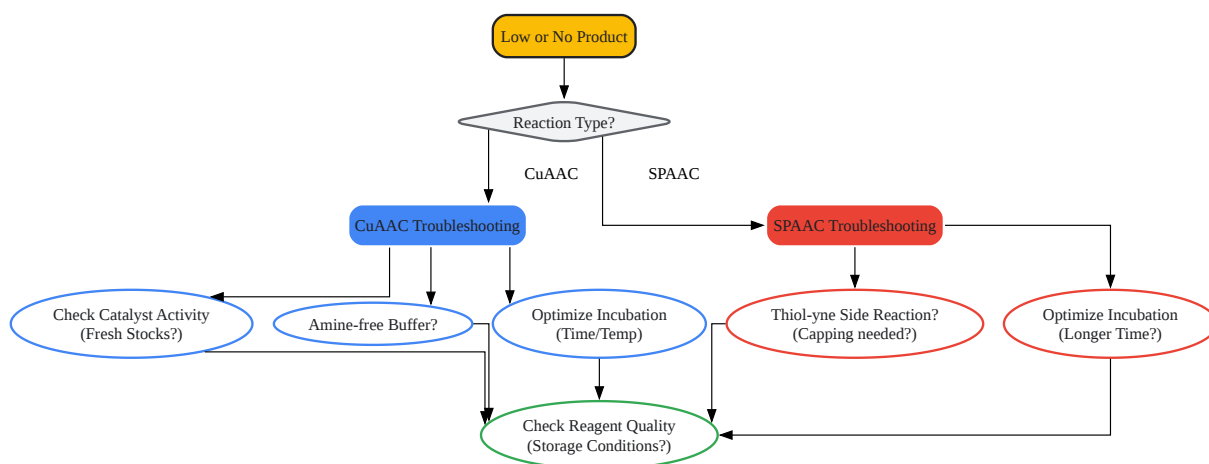 Low or No Product
Reaction Type?
CuAAC
SPAAC
CuAAC Troubleshooting
SPAAC Troubleshooting
Check Catalyst Activity
(Fresh Stocks?)
Amine-free Buffer?
Optimize Incubation
(Time/Temp)
Thiol-yne Side Reaction?
(Capping needed?)
Optimize Incubation
(Longer Time?)
Check Reagent Quality
(Storage Conditions?)